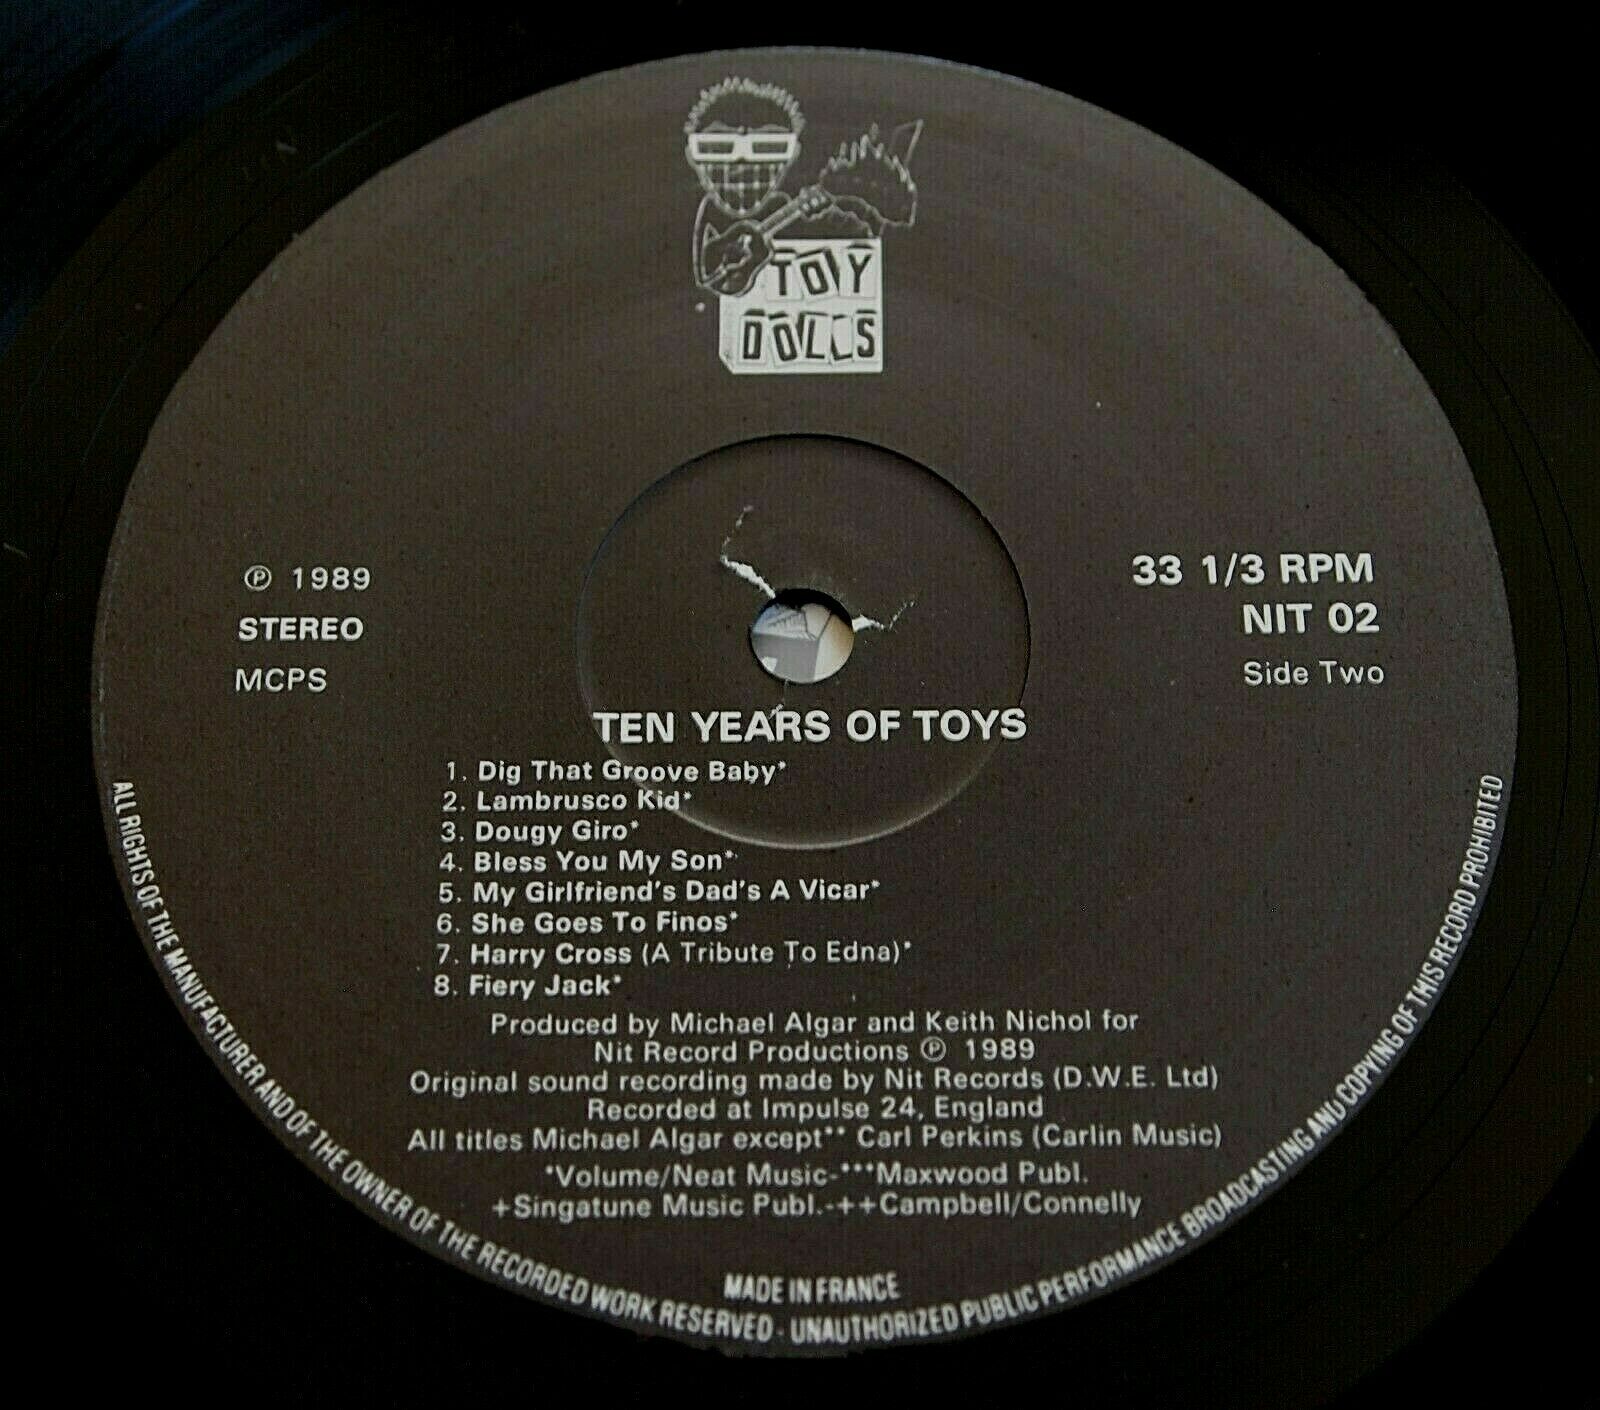 TOY
DOLLS
℗ 1989
STEREO
MCPS
33 1/3 RPM
NIT 02
Side Two
TEN YEARS OF TOYS
1. Dig That Groove Baby*
2. Lambrusco Kid*
3. Dougy Giro*
4. Bless You My Son*
5. My Girlfriend's Dad's A Vicar*
6. She Goes To Finos*
7. Harry Cross (A Tribute To Edna)*
8. Fiery Jack*
Produced by Michael Algar and Keith Nichol for
Nit Record Productions ℗ 1989
Original sound recording made by Nit Records (D.W.E. Ltd)
Recorded at Impulse 24, England
All titles Michael Algar except** Carl Perkins (Carlin Music)
*Volume/Neat Music-***Maxwood Publ.
+Singatune Music Publ.-++Campbell/Connelly
MADE IN FRANCE
ALL RIGHTS OF THE MANUFACTURER AND OF THE OWNER OF THE RECORDED WORK RESERVED - UNAUTHORIZED PUBLIC PERFORMANCE BROADCASTING AND COPYING OF THIS RECORD PROHIBITED